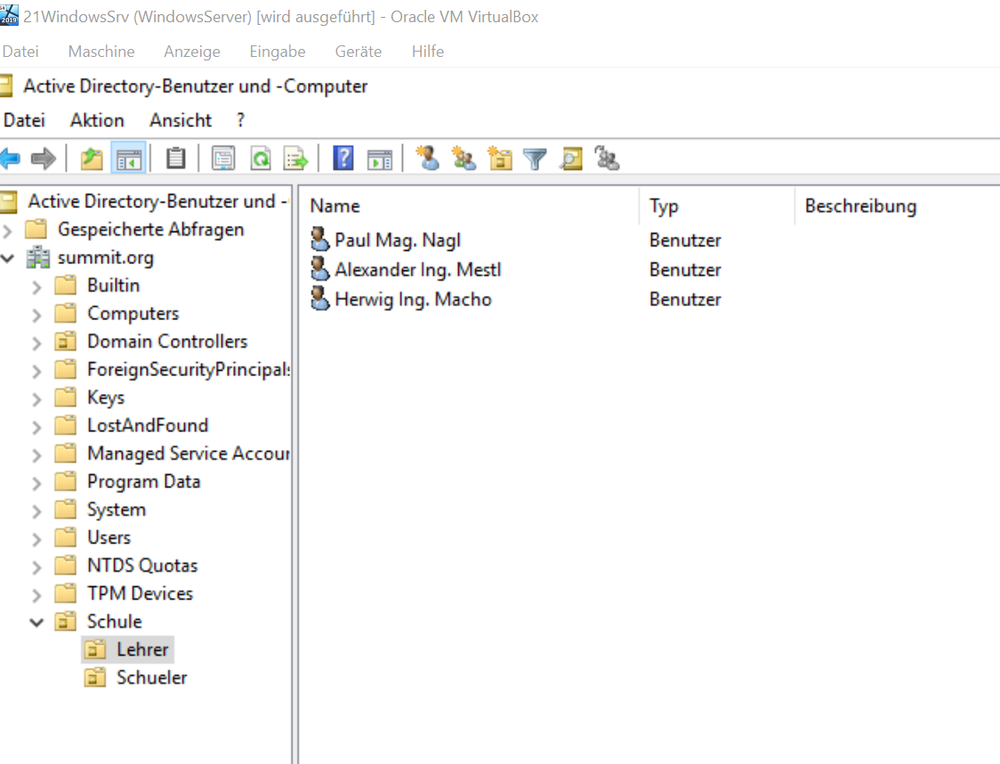 21WindowsSrv (WindowsServer) [wird ausgeführt] - Oracle VM VirtualBox
Datei Maschine Anzeige Eingabe Geräte Hilfe
Active Directory-Benutzer und -Computer
Datei Aktion Ansicht ?
Active Directory-Benutzer und -
Gespeicherte Abfragen
summit.org
Builtin
Computers
Domain Controllers
ForeignSecurityPrincipals
Keys
LostAndFound
Managed Service Accoun
Program Data
System
Users
NTDS Quotas
TPM Devices
Schule
Lehrer
Schueler
Name Typ Beschreibung
Paul Mag. Nagl Benutzer
Alexander Ing. Mestl Benutzer
Herwig Ing. Macho Benutzer